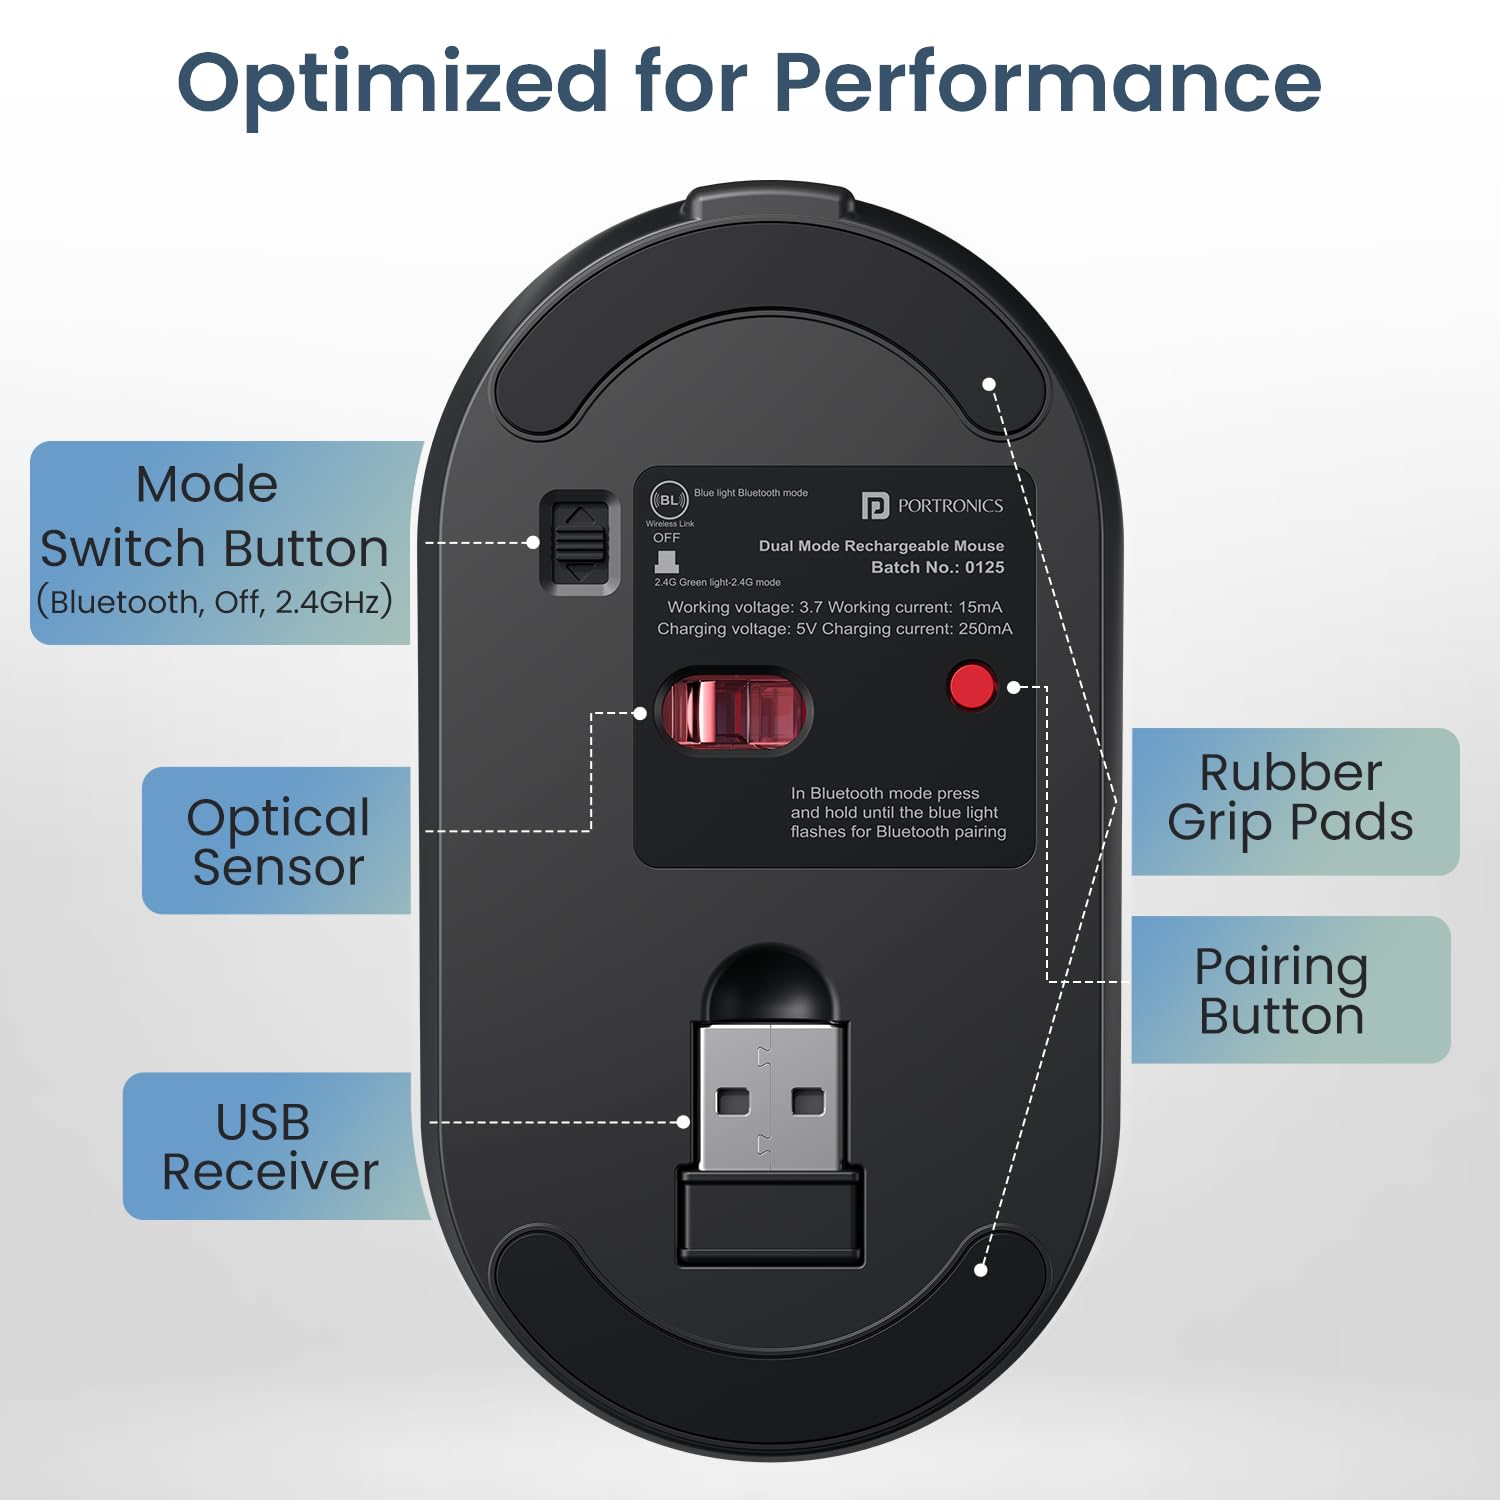 Optimized for Performance
Mode
Switch Button
(Bluetooth, Off, 2.4GHz)
Optical
Sensor
USB
Receiver
((BL))
Blue light Bluetooth mode
Wireless Link
OFF
2.4G Green light-2.4G mode
PORTRONICS
Dual Mode Rechargeable Mouse
Batch No.: 0125
Working voltage: 3.7 Working current: 15mA
Charging voltage: 5V Charging current: 250mA
In Bluetooth mode press
and hold until the blue light
flashes for Bluetooth pairing
Rubber
Grip Pads
Pairing
Button